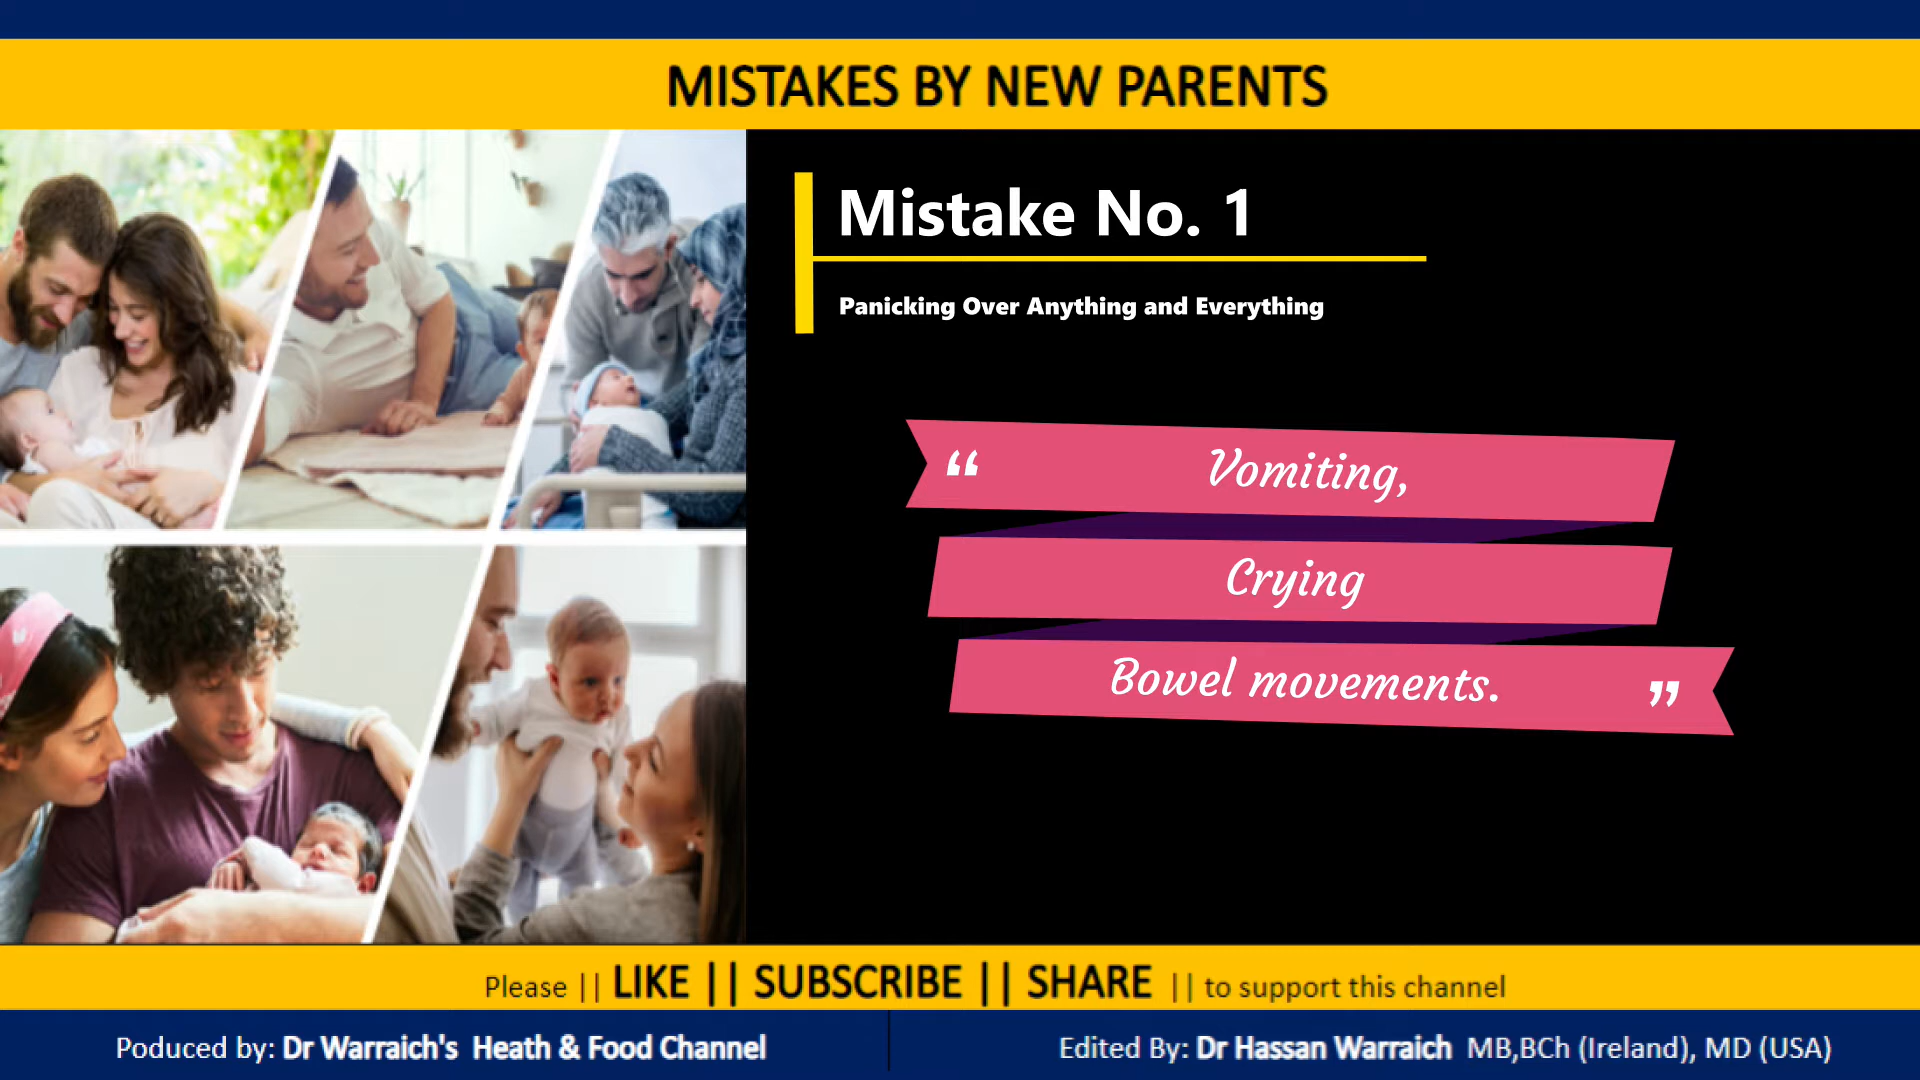 MISTAKES BY NEW PARENTS
Mistake No. 1
Panicking Over Anything and Everything
“ Vomiting,
Crying
Bowel movements. ”
Please || LIKE || SUBSCRIBE || SHARE || to support this channel
Poduced by: Dr Warraich's Heath & Food Channel
Edited By: Dr Hassan Warraich MB,BCh (Ireland), MD (USA)